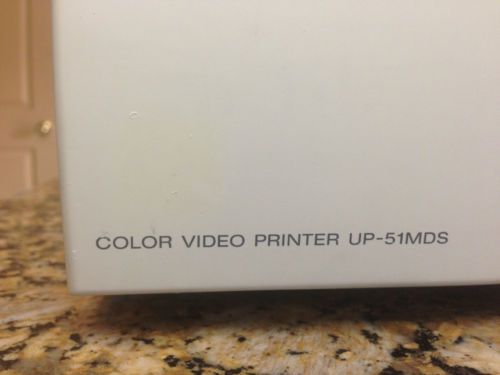 COLOR VIDEO PRINTER UP-51MDS